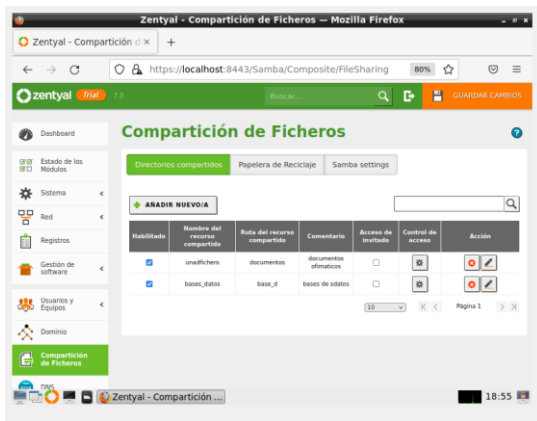 Zentyal - Compartición de Ficheros — Mozilla Firefox
Zentyal - Compartición d
https://localhost:8443/Samba/Composite/FileSharing
80%
zentyal Trial 7.0
Buscar...
GUARDAR CAMBIOS
Dashboard
Estado de los
Módulos
Sistema
Red
Registros
Gestión de
software
Usuarios y
Equipos
Dominio
Compartición
de Ficheros
DNS
Compartición de Ficheros
Directorios compartidos Papelera de Reciclaje Samba settings
AÑADIR NUEVO/A
Habilitado Nombre del recurso compartido Ruta del recurso compartido Comentario Acceso de invitado Control de acceso Acción
unadfichero documentos documentos ofimaticos
bases_datos base_d bases de sdatos
10 Página 1
Zentyal - Compartición ...
18:55